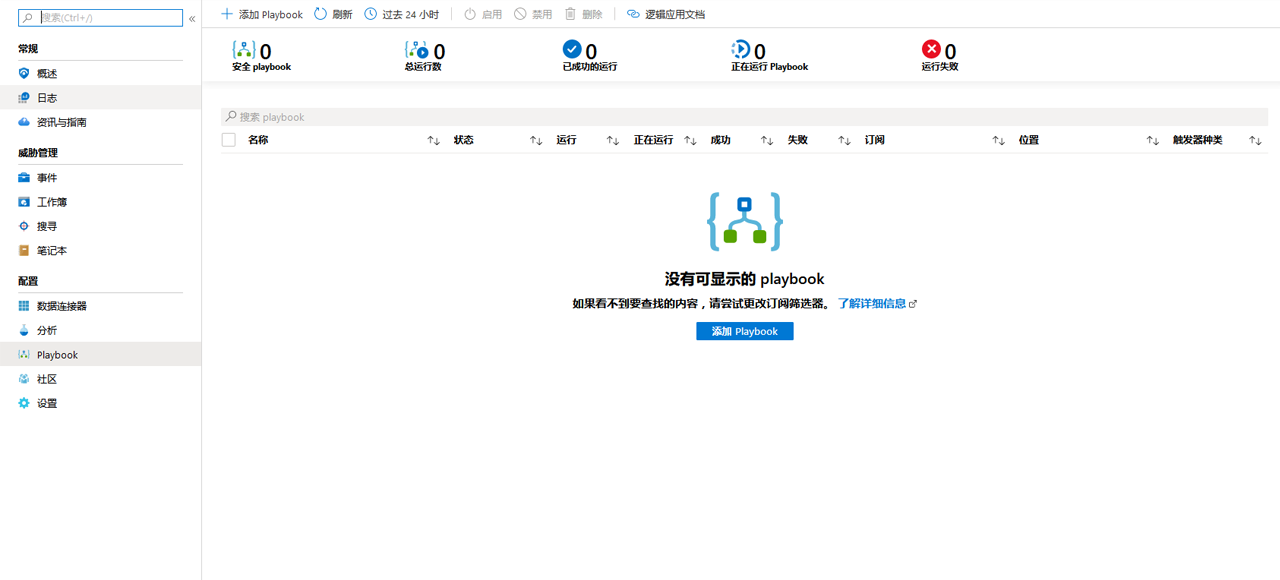 搜索(Ctrl+/)
«
常规
概述
日志
资讯与指南
威胁管理
事件
工作簿
搜寻
笔记本
配置
数据连接器
分析
Playbook
社区
设置
添加 Playbook 刷新 过去 24 小时 启用 禁用 删除 逻辑应用文档
0 0 0 0 0
安全 playbook 总运行数 已成功的运行 正在运行 Playbook 运行失败
搜索 playbook
名称 状态 运行 正在运行 成功 失败 订阅 位置 触发器种类
没有可显示的 playbook
如果看不到要查找的内容，请尝试更改订阅筛选器。 了解详细信息
添加 Playbook